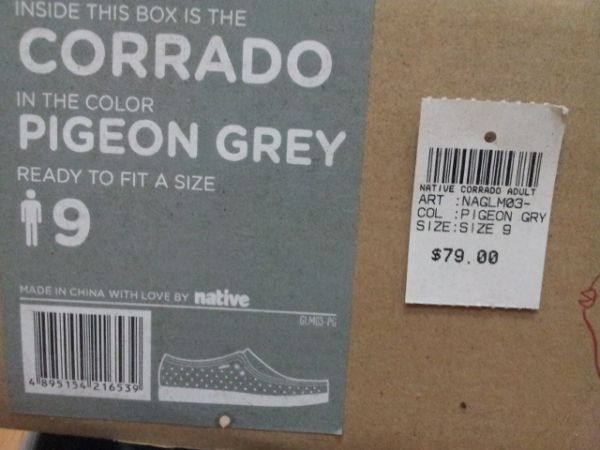 INSIDE THIS BOX IS THE
CORRADO
IN THE COLOR
PIGEON GREY
READY TO FIT A SIZE
9
MADE IN CHINA WITH LOVE BY native
GLM03-PG
4 895154 216539
NATIVE CORRADO ADULT
ART :NAGLM03-
COL :PIGEON GRY
SIZE:SIZE 9
$79.00